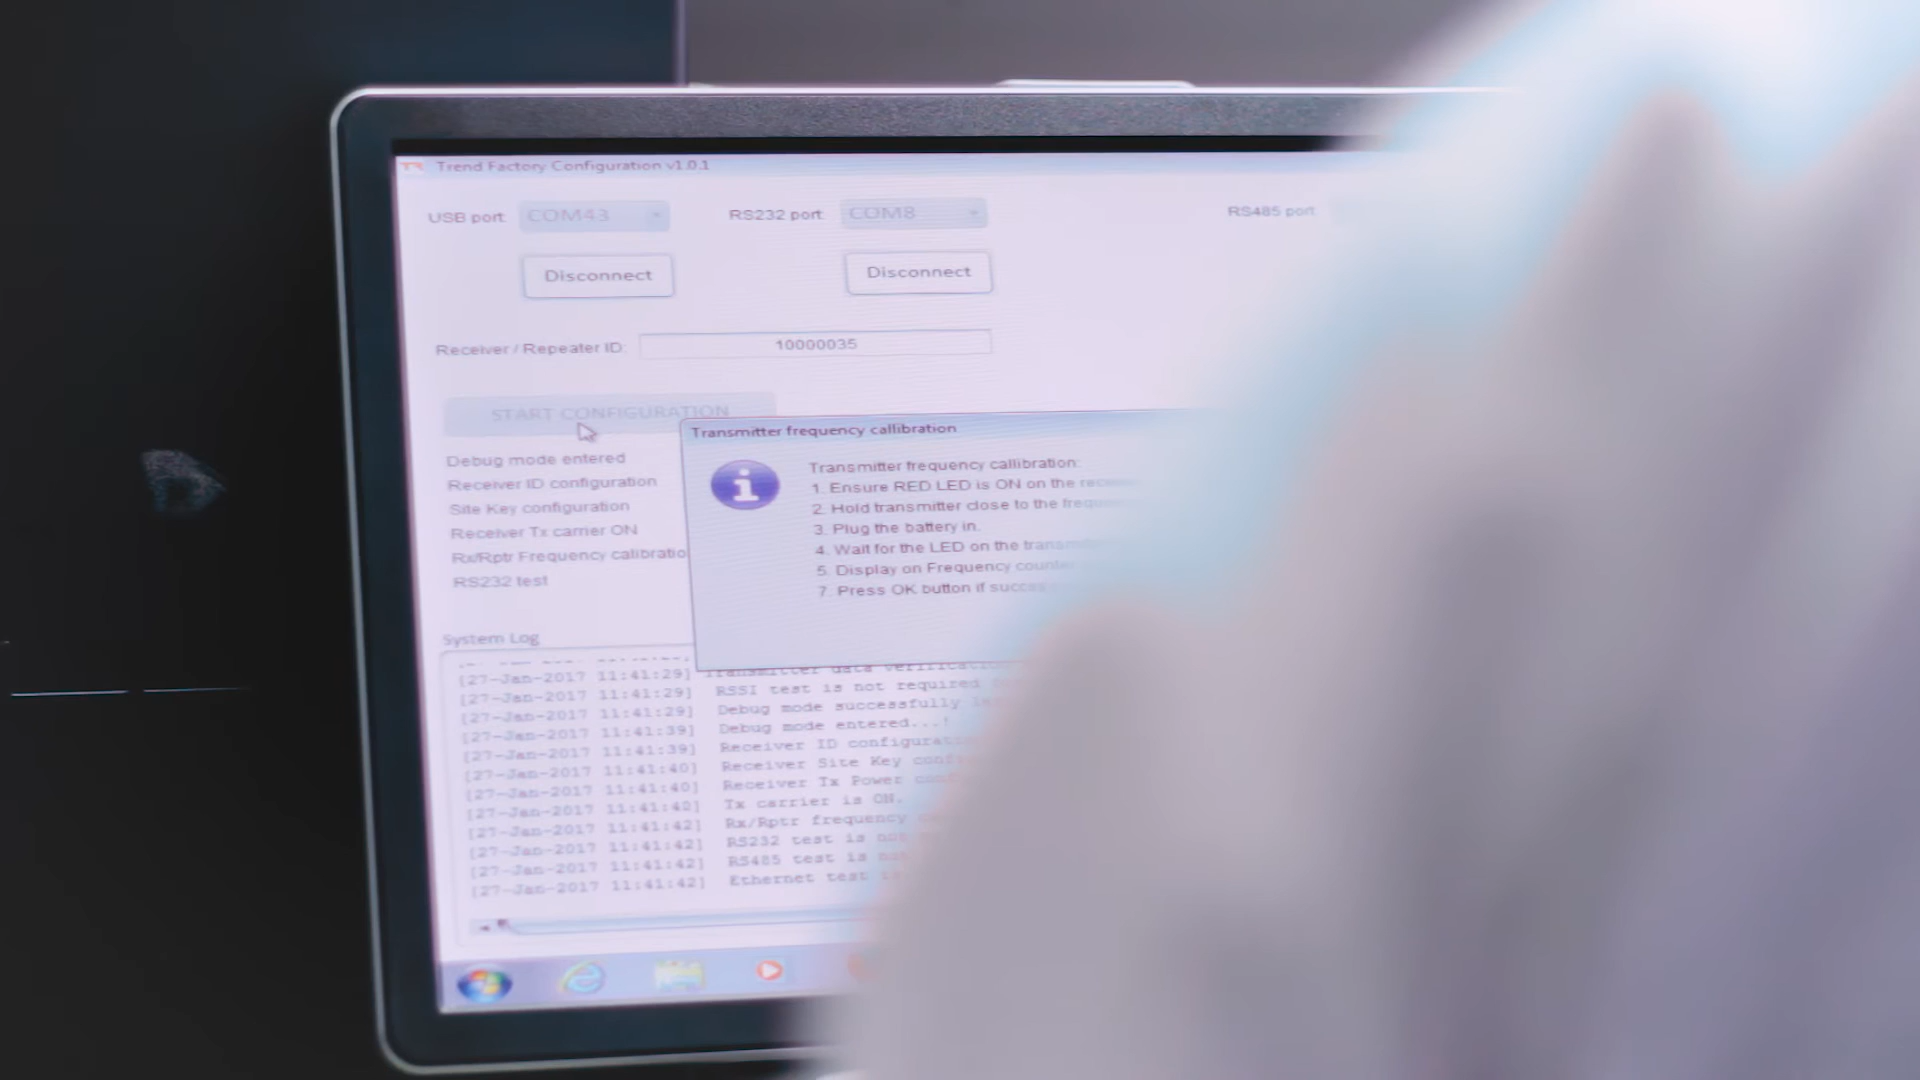 Trend Factory Configuration v1.0.1
USB port: COM43 RS232 port: COM8 RS485 port
Disconnect Disconnect
Receiver / Repeater ID: 10000035
START CONFIGURATION
Transmitter frequency callibration
Debug mode entered
Receiver ID configuration
Site Key configuration
Receiver Tx carrier ON
Rx/Rptr Frequency calibratio
RS232 test
Transmitter frequency callibration:
1. Ensure RED LED is ON on the
2. Hold transmitter close to the
3. Plug the battery in.
4. Wait for the LED on the
5. Display on Frequency
7. Press OK button if
System Log
[27-Jan-2017 11:41:29] Transmitter data
[27-Jan-2017 11:41:29] RSSI test is not required
[27-Jan-2017 11:41:29] Debug mode successfully
[27-Jan-2017 11:41:39] Debug mode entered...!
[27-Jan-2017 11:41:39] Receiver ID
[27-Jan-2017 11:41:40] Receiver Site Key
[27-Jan-2017 11:41:40] Receiver Tx Power
[27-Jan-2017 11:41:42] Tx carrier is ON.
[27-Jan-2017 11:41:42] Rx/Rptr frequency
[27-Jan-2017 11:41:42] RS232 test is
[27-Jan-2017 11:41:42] RS485 test is
[27-Jan-2017 11:41:42] Ethernet test